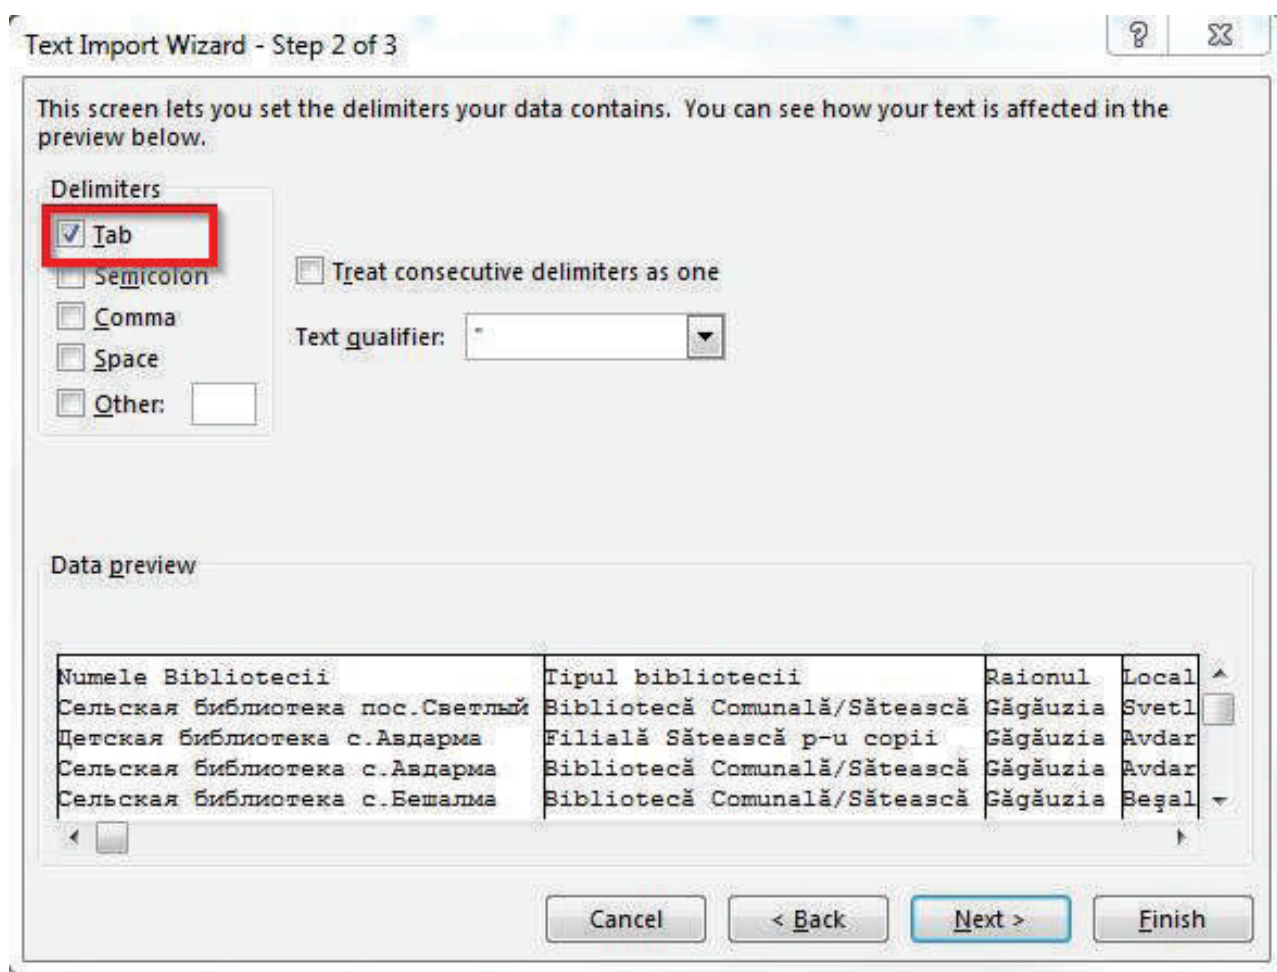 Text Import Wizard - Step 2 of 3
This screen lets you set the delimiters your data contains. You can see how your text is affected in the
preview below.
Delimiters
Tab
Semicolon
Comma
Space
Other:
Treat consecutive delimiters as one
Text qualifier: "
Data preview
Numele Bibliotecii Tipul bibliotecii Raionul Local
Сельская библиотека пос.Светлый Bibliotecă Comunală/Sătească Găgăuzia Svetl
Детская библиотека с.Авдарма Filială Sătească p-u copii Găgăuzia Avdar
Сельская библиотека с.Авдарма Bibliotecă Comunală/Sătească Găgăuzia Avdar
Сельская библиотека с.Бешалма Bibliotecă Comunală/Sătească Găgăuzia Beşal
Cancel < Back Next > Finish